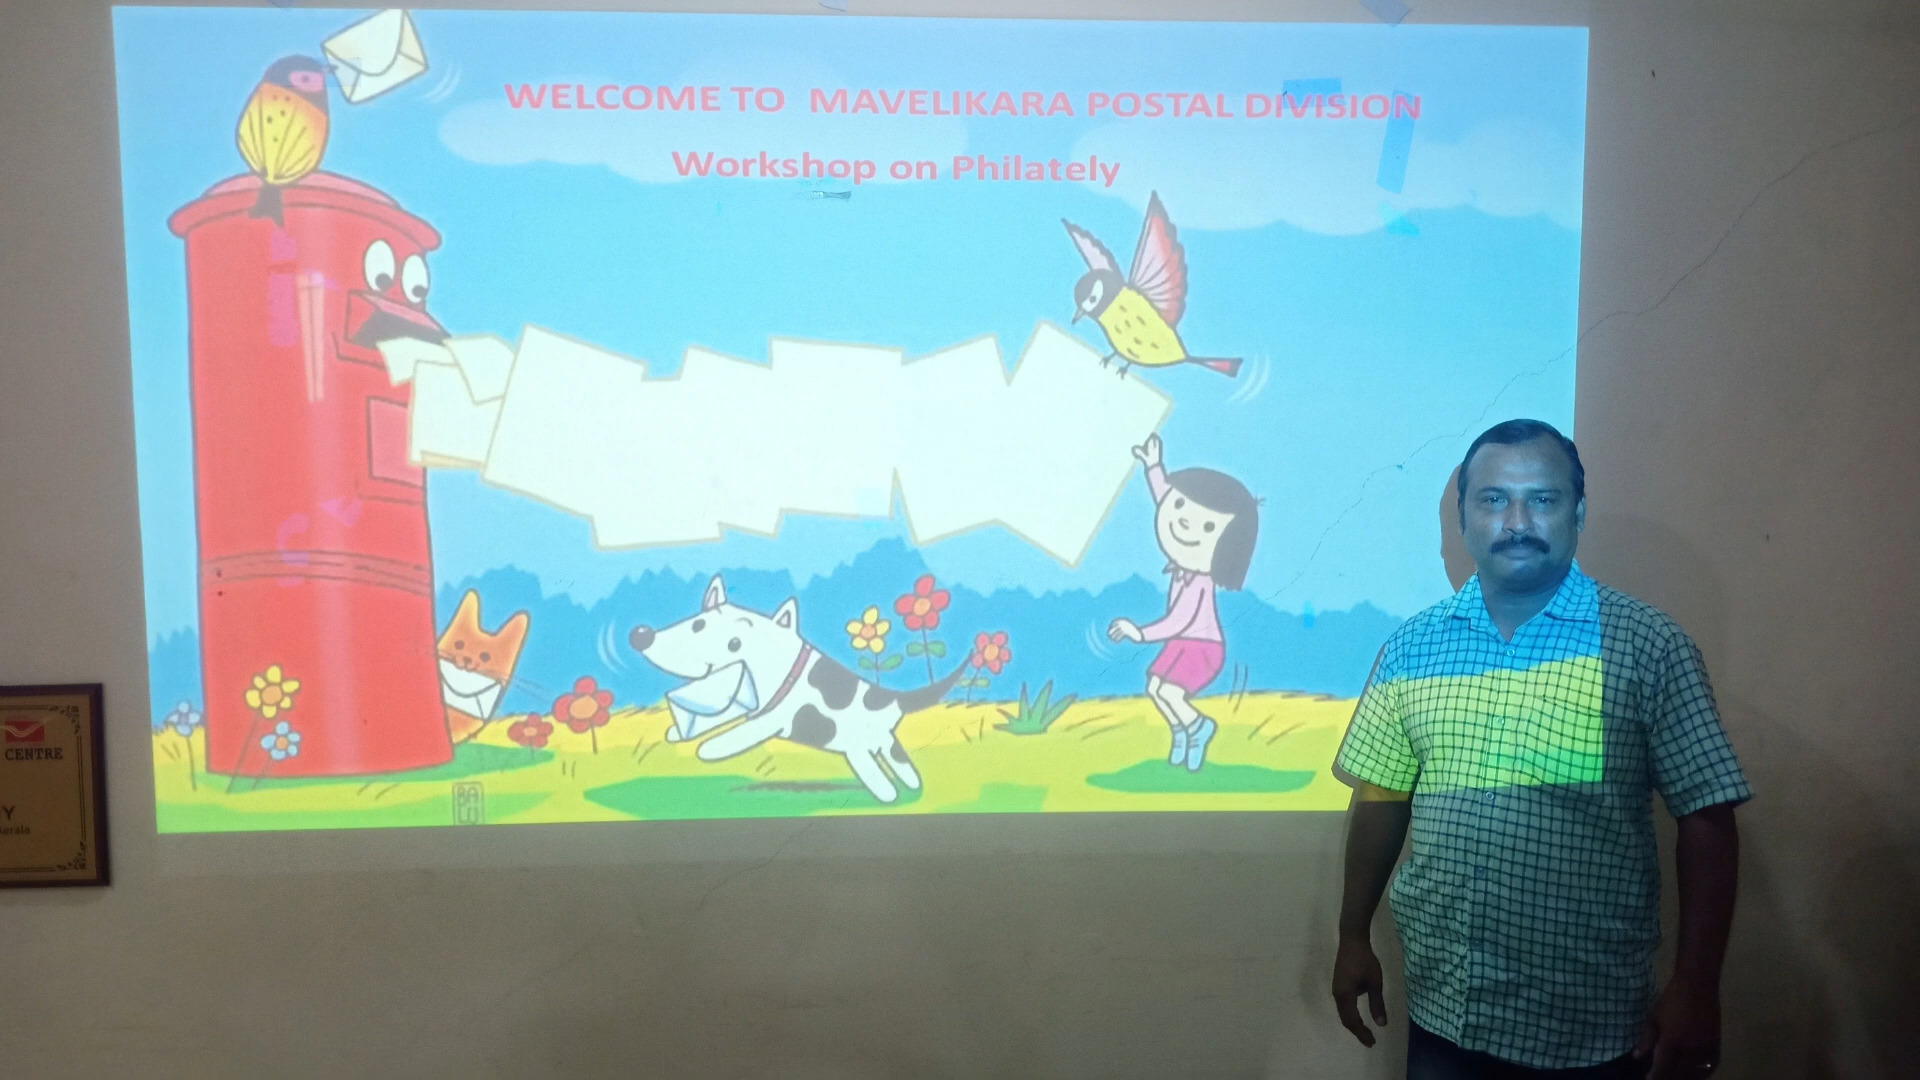 WELCOME TO MAVELIKARA POSTAL DIVISION
Workshop on Philately
CENTRE